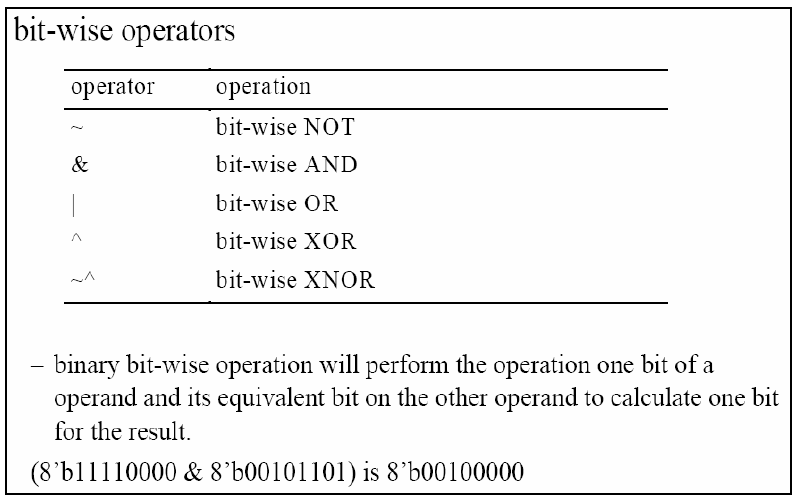 bit-wise operators
operator operation
~ bit-wise NOT
& bit-wise AND
| bit-wise OR
^ bit-wise XOR
~^ bit-wise XNOR
– binary bit-wise operation will perform the operation one bit of a
operand and its equivalent bit on the other operand to calculate one bit
for the result.
(8’b11110000 & 8’b00101101) is 8’b00100000